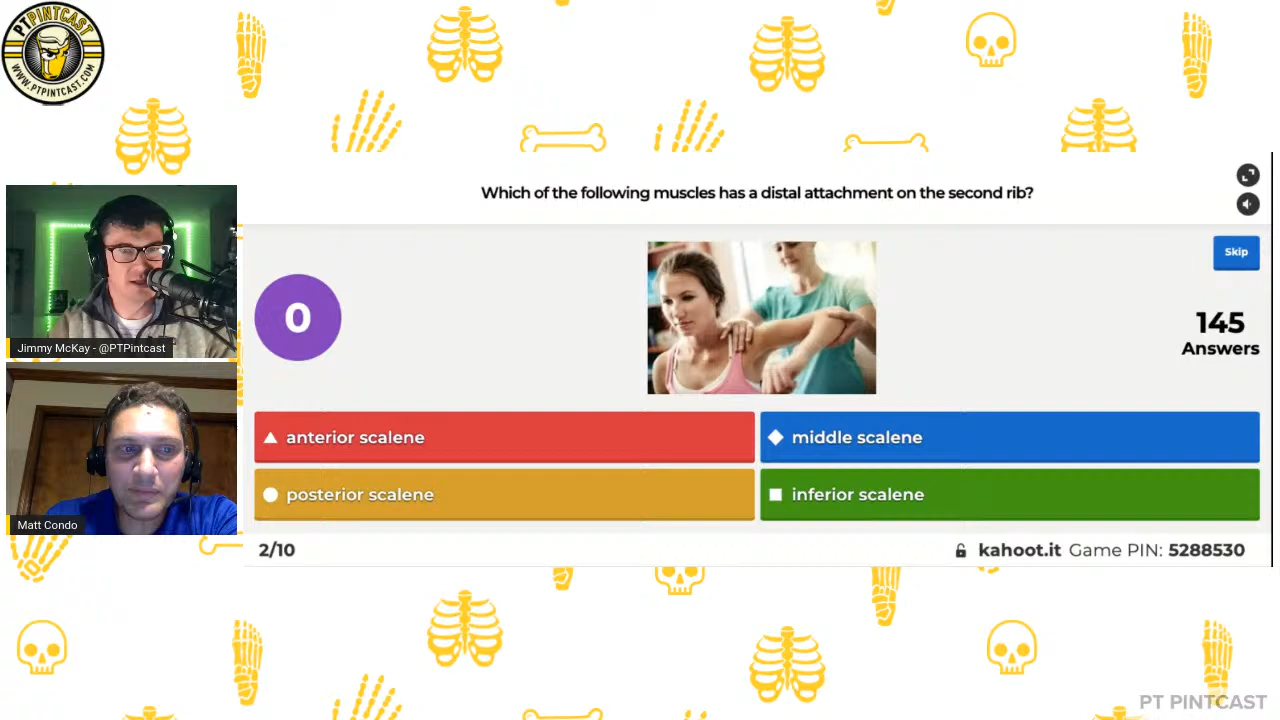 PTPINTCAST
WWW.PTPINTCAST.COM
Which of the following muscles has a distal attachment on the second rib?
Skip
0
145
Answers
Jimmy McKay - @PTPintcast
anterior scalene
middle scalene
posterior scalene
inferior scalene
Matt Condo
2/10
kahoot.it Game PIN: 5288530
PT PINTCAST